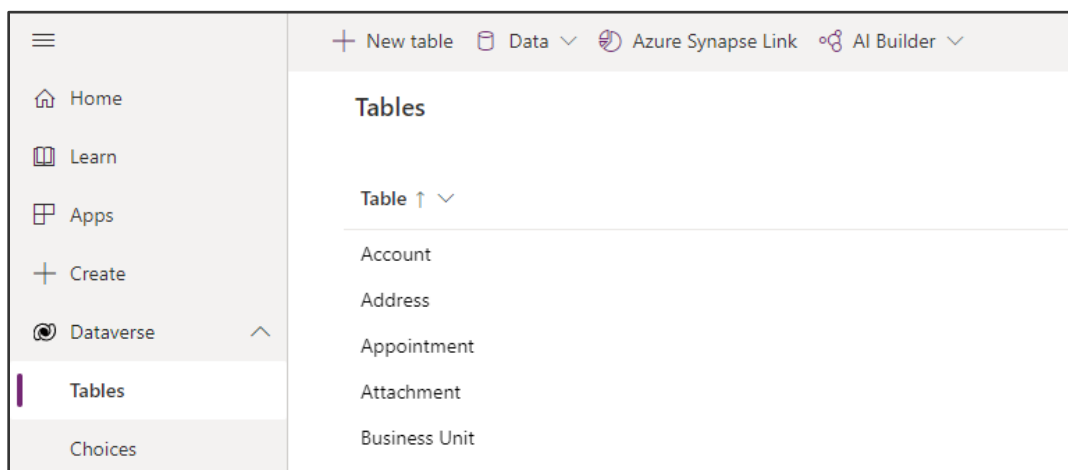 New table Data Azure Synapse Link AI Builder
Home
Learn
Apps
Create
Dataverse
Tables
Choices
Tables
Table ↑
Account
Address
Appointment
Attachment
Business Unit